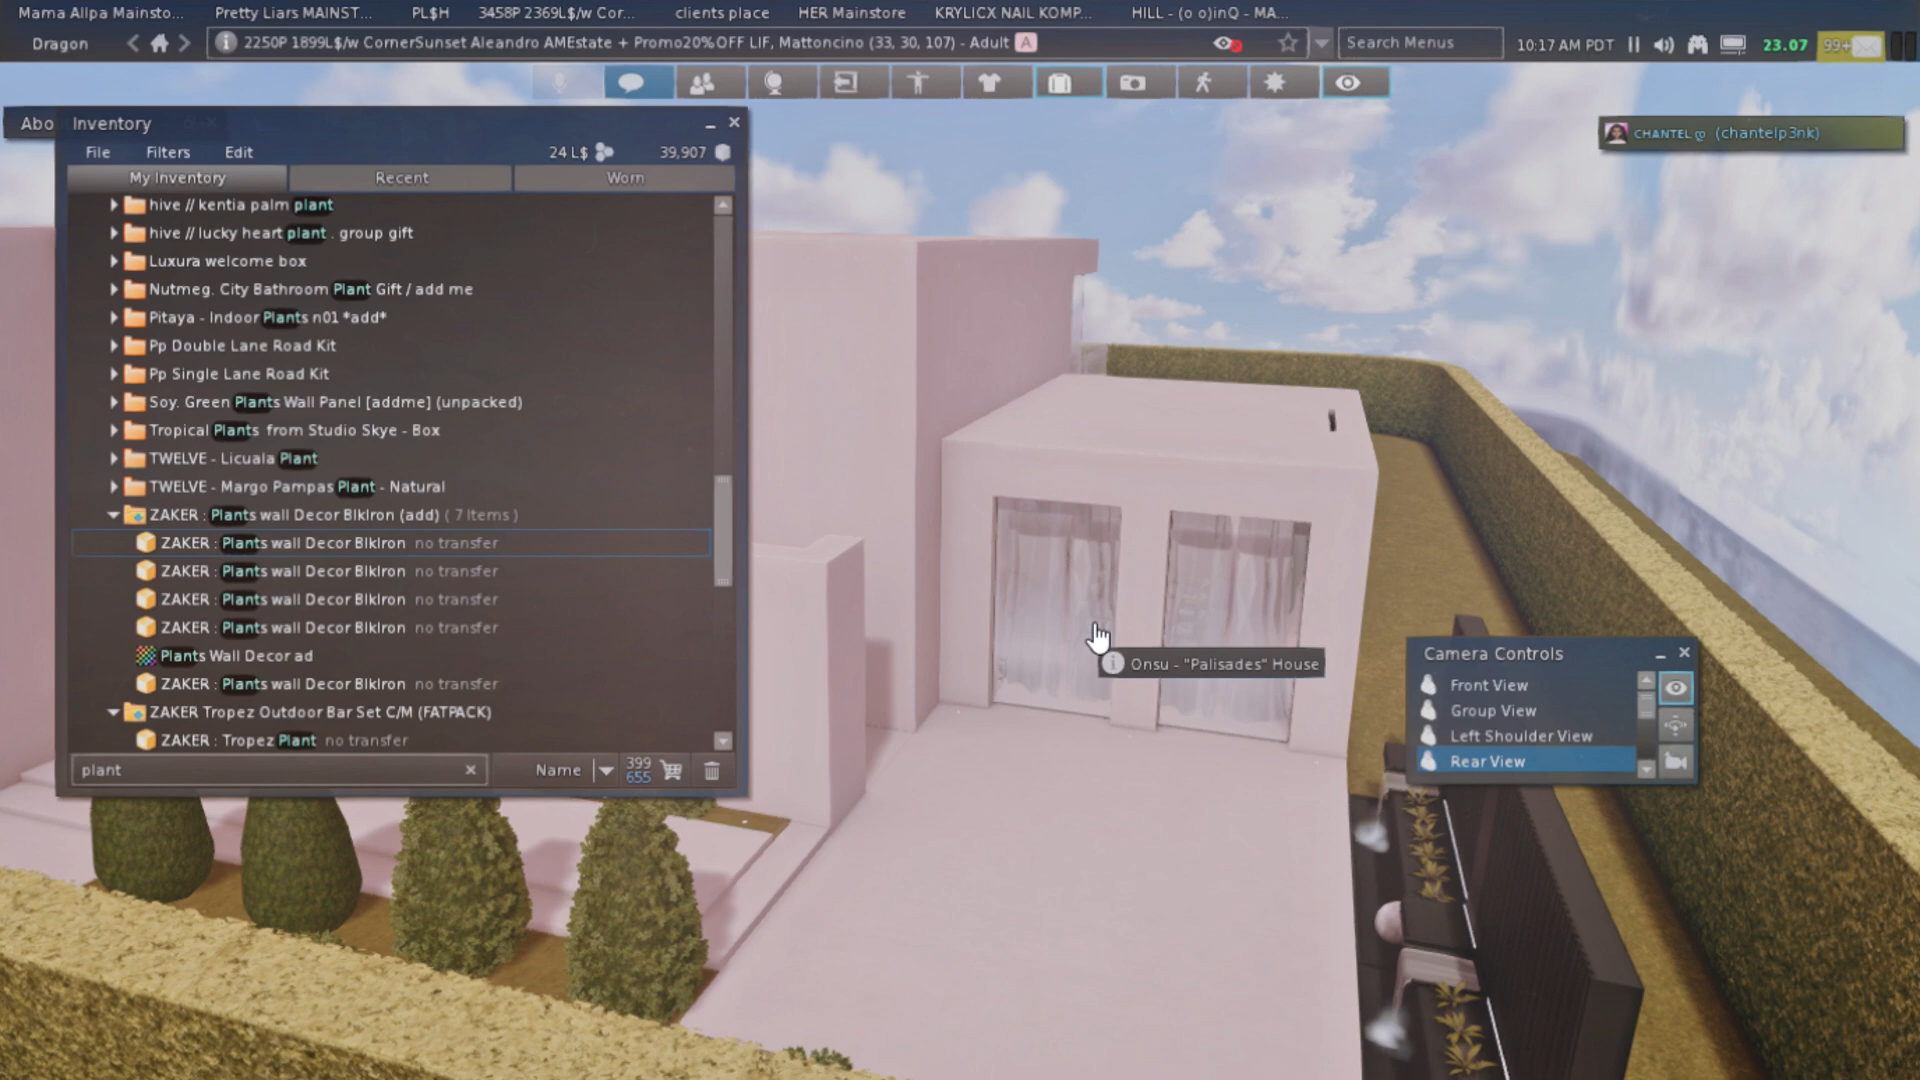 Mama Allpa Mainsto...
Pretty Liars MAINST...
PL$H
3458P 2369L$/w Cor...
clients place
HER Mainstore
KRYLICX NAIL KOMP...
HILL - (o o)inQ - MA...
Dragon
2250P 1899L$/w CornerSunset Aleandro AMEstate + Promo20%OFF LIF, Mattoncino (33, 30, 107) - Adult A
Search Menus
10:17 AM PDT
23.07
99+
Abo
Inventory
CHANTEL ღ (chantelp3nk)
File
Filters
Edit
24 L$
39,907
My Inventory
Recent
Worn
hive // kentia palm plant
hive // lucky heart plant . group gift
Luxura welcome box
Nutmeg. City Bathroom Plant Gift / add me
Pitaya - Indoor Plants n01 *add*
Pp Double Lane Road Kit
Pp Single Lane Road Kit
Soy. Green Plants Wall Panel [addme] (unpacked)
Tropical Plants from Studio Skye - Box
TWELVE - Licuala Plant
TWELVE - Margo Pampas Plant - Natural
ZAKER : Plants wall Decor BlkIron (add) ( 7 Items )
ZAKER : Plants wall Decor BlkIron no transfer
ZAKER : Plants wall Decor BlkIron no transfer
ZAKER : Plants wall Decor BlkIron no transfer
ZAKER : Plants wall Decor BlkIron no transfer
Plants Wall Decor ad
ZAKER : Plants wall Decor BlkIron no transfer
ZAKER Tropez Outdoor Bar Set C/M (FATPACK)
ZAKER : Tropez Plant no transfer
plant
Name
399
655
Onsu - "Palisades" House
Camera Controls
Front View
Group View
Left Shoulder View
Rear View